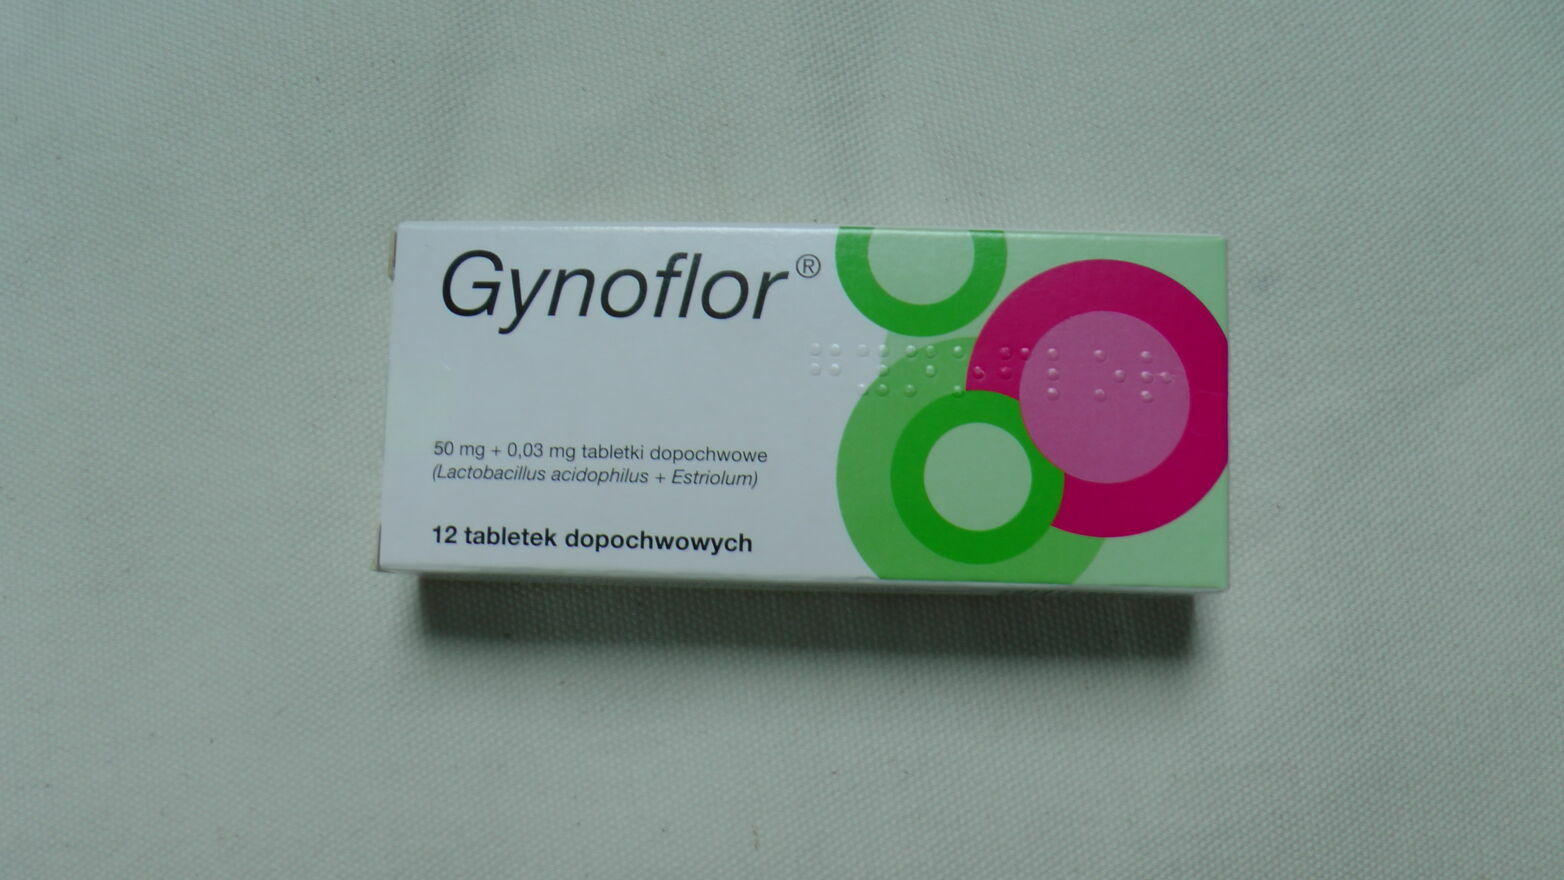 Gynoflor®
50 mg + 0,03 mg tabletki dopochwowe
(Lactobacillus acidophilus + Estriolum)
12 tabletek dopochwowych